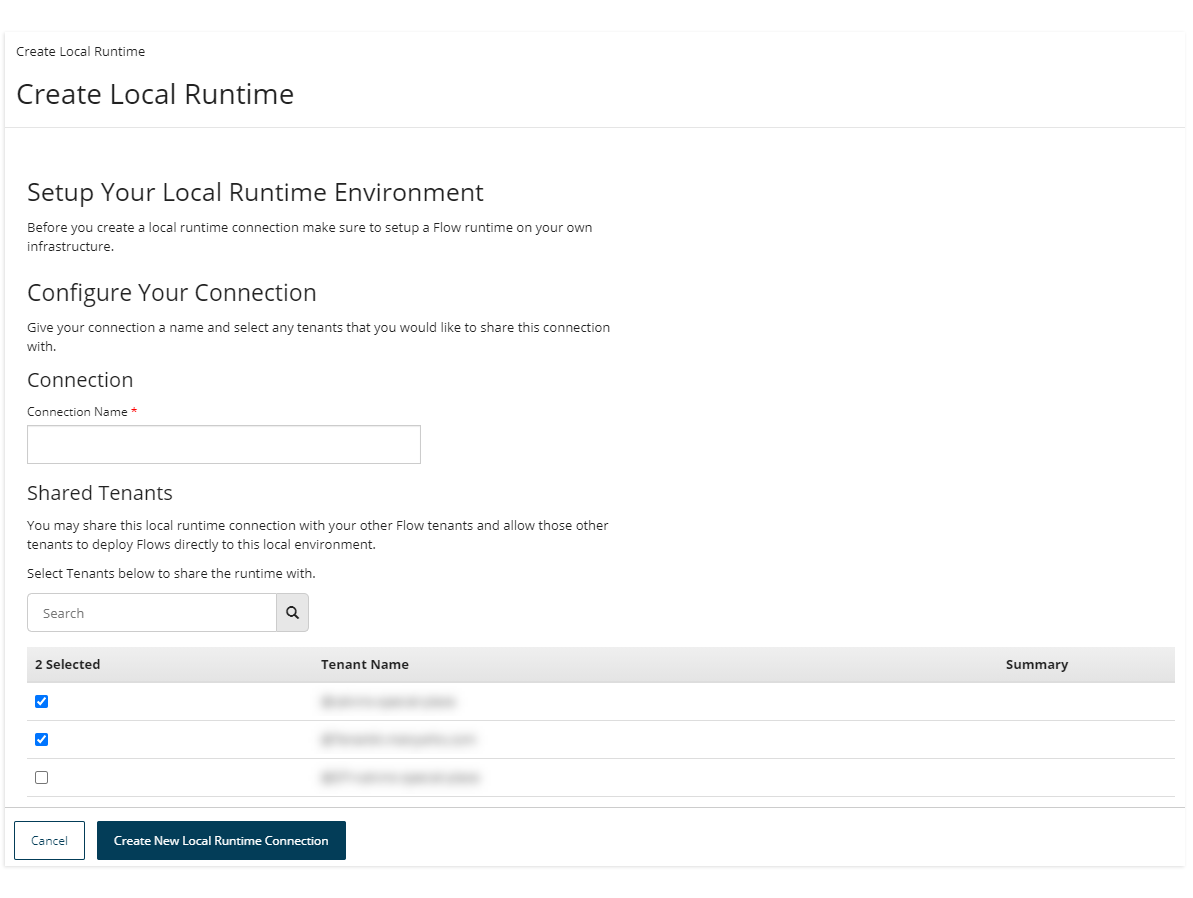 Create Local Runtime
Create Local Runtime
Setup Your Local Runtime Environment
Before you create a local runtime connection make sure to setup a Flow runtime on your own
infrastructure.
Configure Your Connection
Give your connection a name and select any tenants that you would like to share this connection
with.
Connection
Connection Name *
Shared Tenants
You may share this local runtime connection with your other Flow tenants and allow those other
tenants to deploy Flows directly to this local environment.
Select Tenants below to share the runtime with.
Search
2 Selected Tenant Name Summary
Cancel Create New Local Runtime Connection